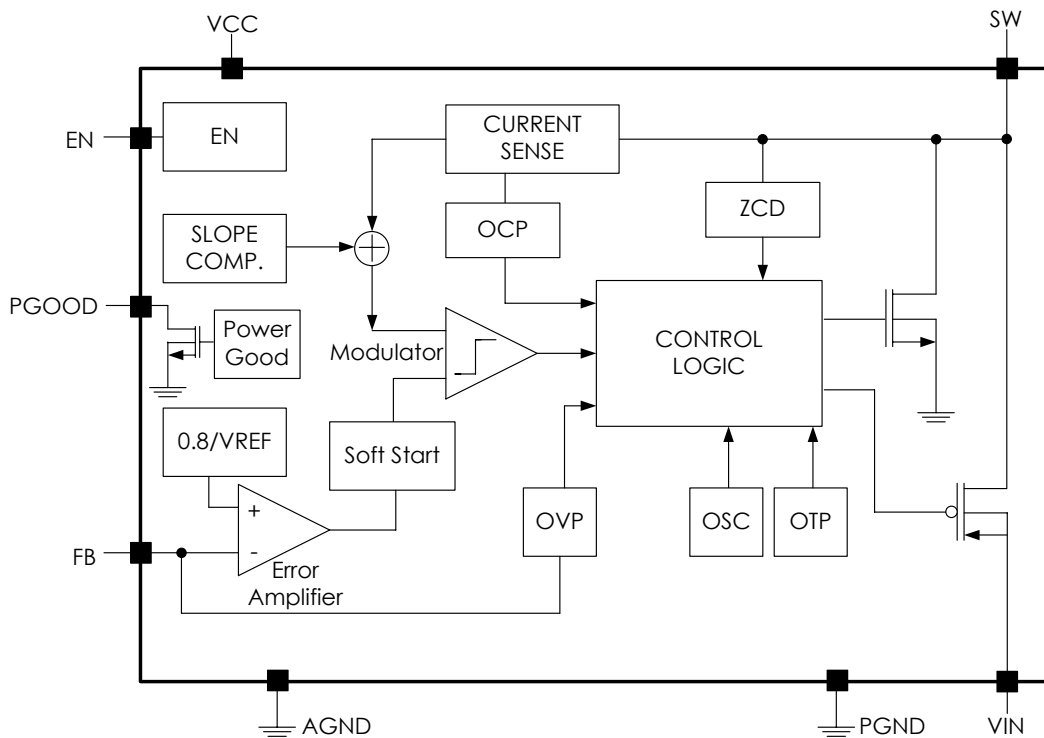 VCC
SW
EN
EN
CURRENT
SENSE
ZCD
OCP
SLOPE
COMP.
PGOOD
Power
Good
Modulator
CONTROL
LOGIC
0.8/VREF
Soft Start
+
-
OVP
OSC
OTP
FB
Error
Amplifier
AGND
PGND
VIN